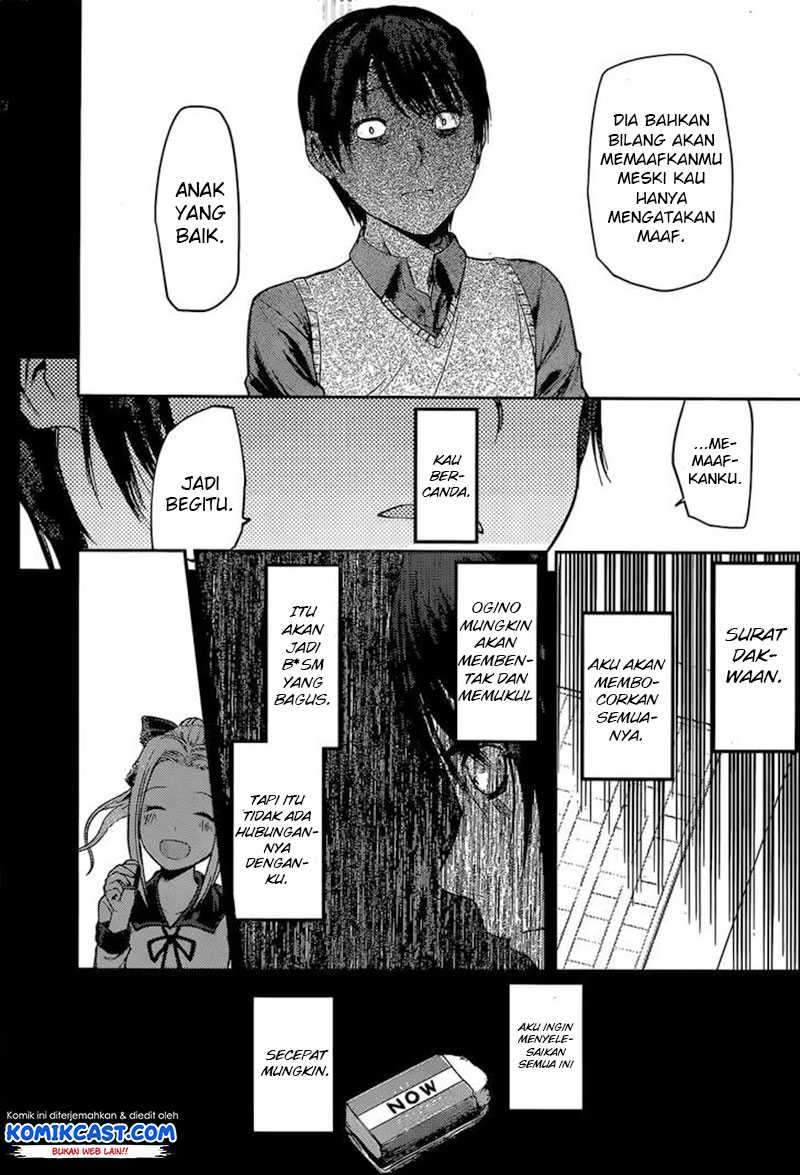 DIA BAHKAN
BILANG AKAN
MEMAAFKANMU
MESKI KAU
HANYA
MENGATAKAN
MAAF.
ANAK
YANG
BAIK.
...ME-
MAAF-
KANKU.
KAU
BER-
CANDA.
JADI
BEGITU.
SURAT
DAK-
WAAN.
AKU AKAN
MEMBO-
CORKAN
SEMUA-
NYA.
OGINO
MUNGKIN
AKAN
MEMBEN-
TAK DAN
MEMUKUL
ITU
AKAN
JADI
B*SM
YANG
BAGUS.
TAPI ITU
TIDAK ADA
HUBUNGAN-
NYA
DENGAN-
KU.
AKU INGIN
MENYELE-
SAIKAN
SEMUA INI
SECEPAT
MUNGKIN.
NOW
Komik ini diterjemahkan & diedit oleh
KOMIKCAST.COM
BUKAN WEB LAIN!!